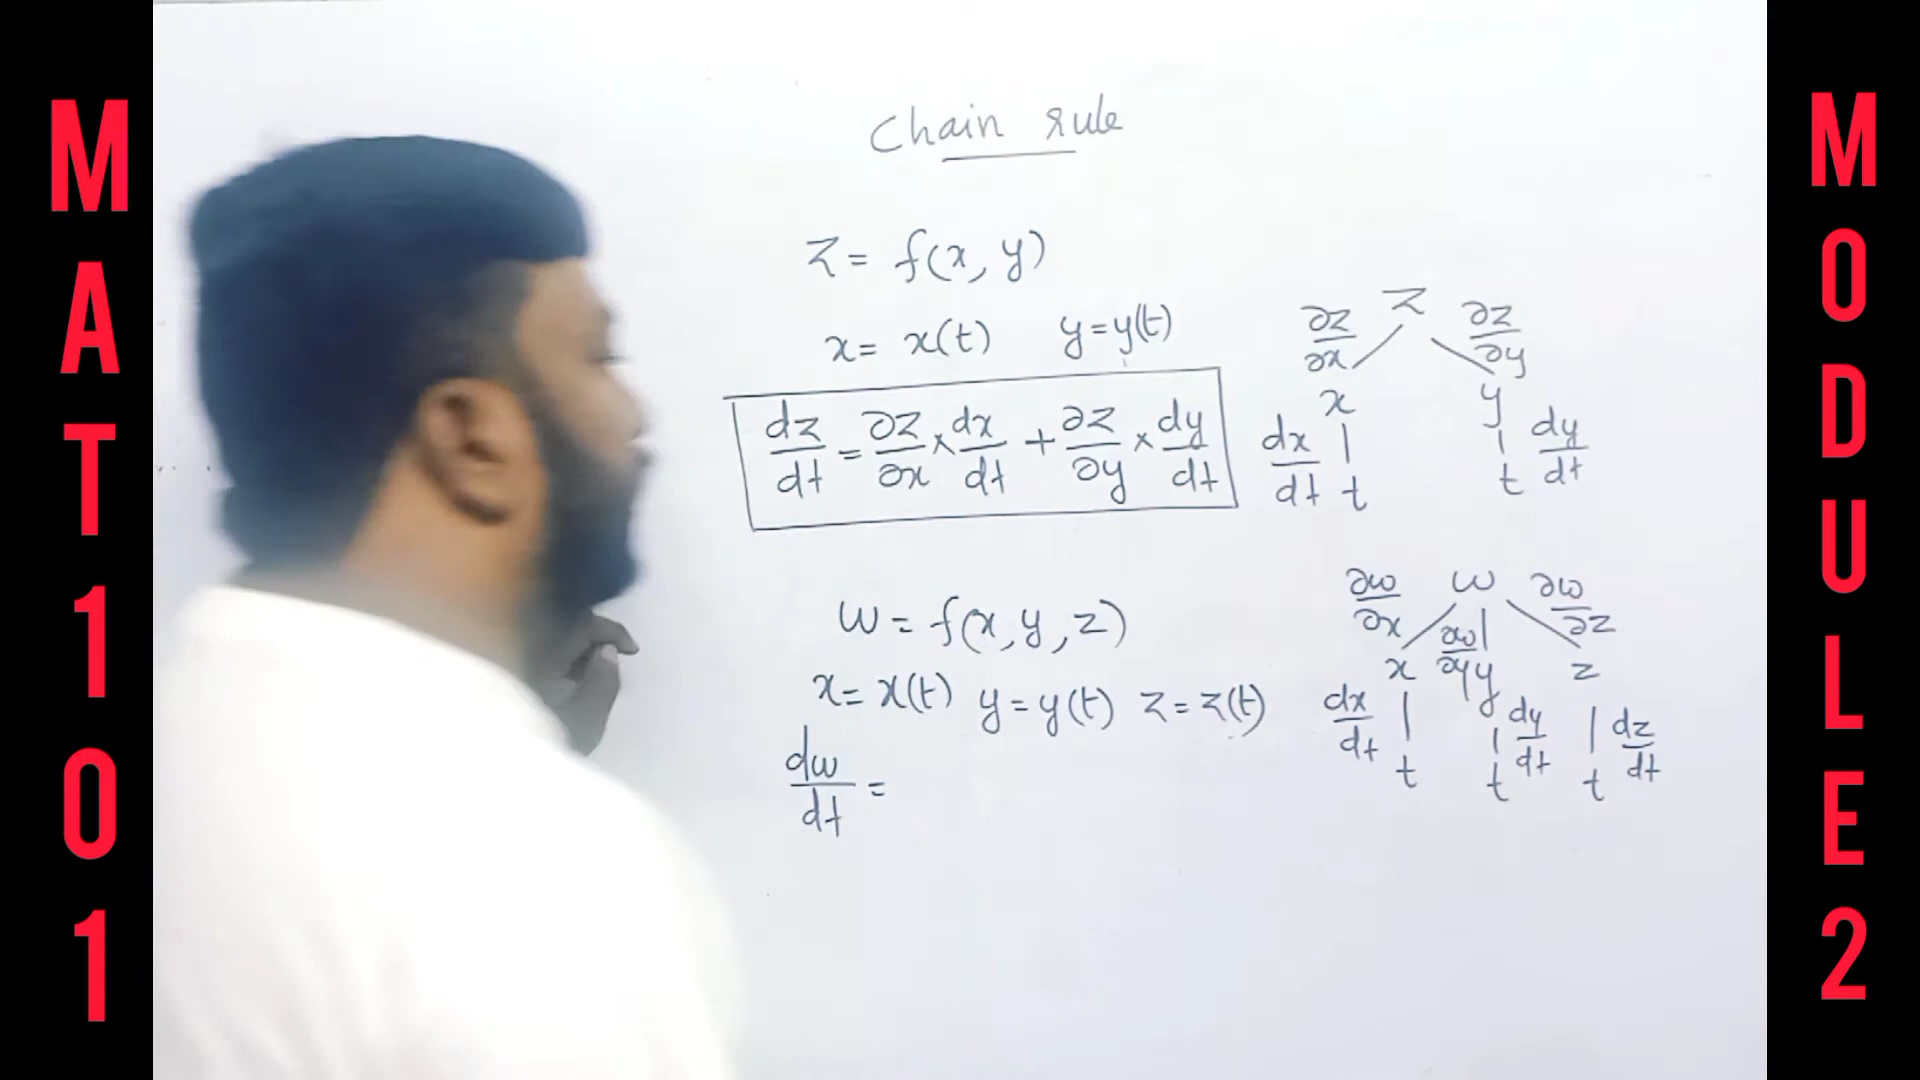 MAT101
Chain rule
z = f(x, y)
x = x(t) y = y(t)
dz/dt = ∂z/∂x × dx/dt + ∂z/∂y × dy/dt
z
∂z/∂x ∂z/∂y
x y
dx/dt dy/dt
t t
w = f(x, y, z)
x = x(t) y = y(t) z = z(t)
dw/dt =
w
∂w/∂x ∂w/∂y ∂w/∂z
x y z
dx/dt dy/dt dz/dt
t t t
MODULE2